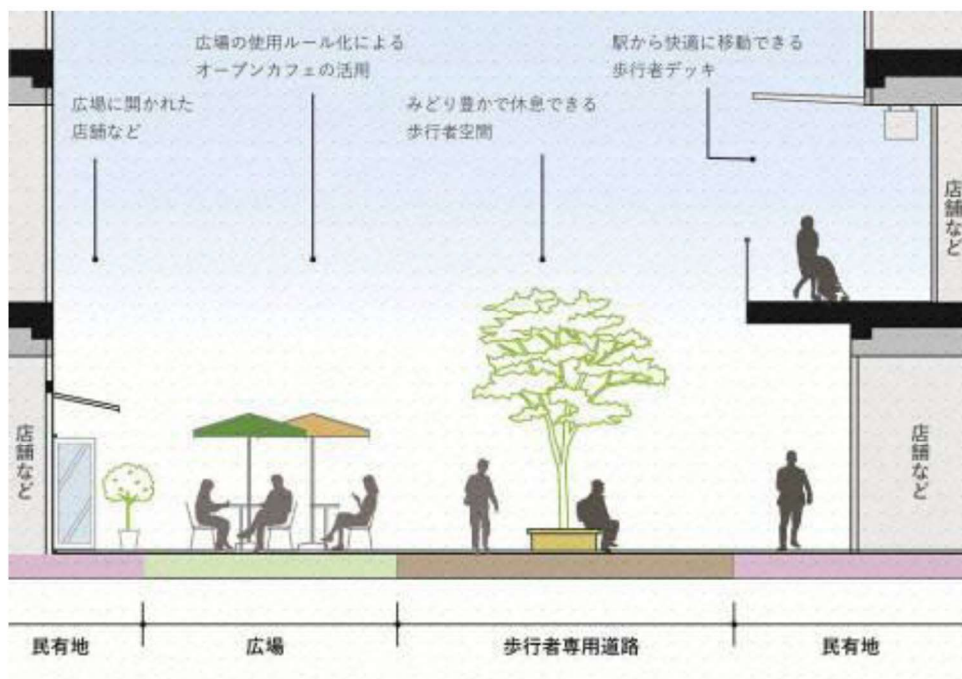 広場の使用ルール化による
オープンカフェの活用
駅から快適に移動できる
歩行者デッキ
広場に開かれた
店舗など
みどり豊かで休息できる
歩行者空間
店舗など
店舗など
店舗など
民有地
広場
歩行者専用道路
民有地